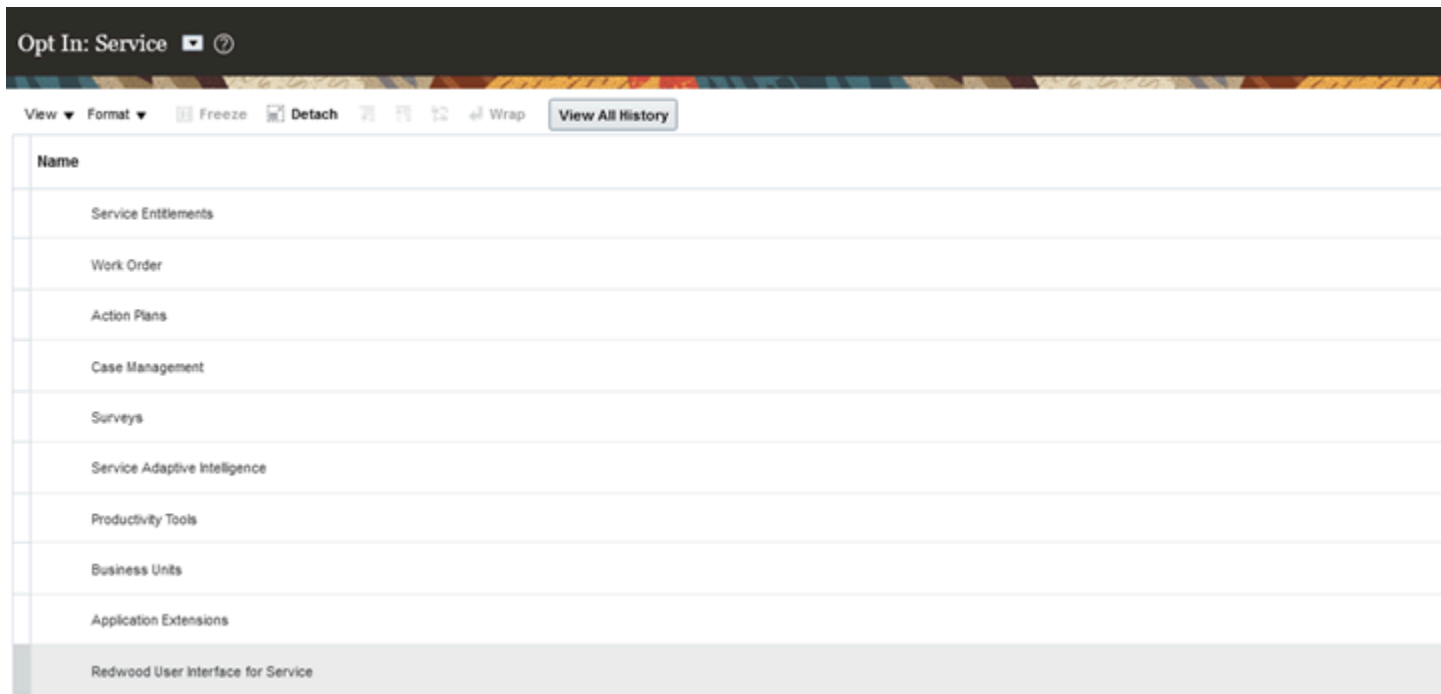 Opt In: Service
View Format Freeze Detach Wrap View All History
Name
Service Entitlements
Work Order
Action Plans
Case Management
Surveys
Service Adaptive Intelligence
Productivity Tools
Business Units
Application Extensions
Redwood User Interface for Service